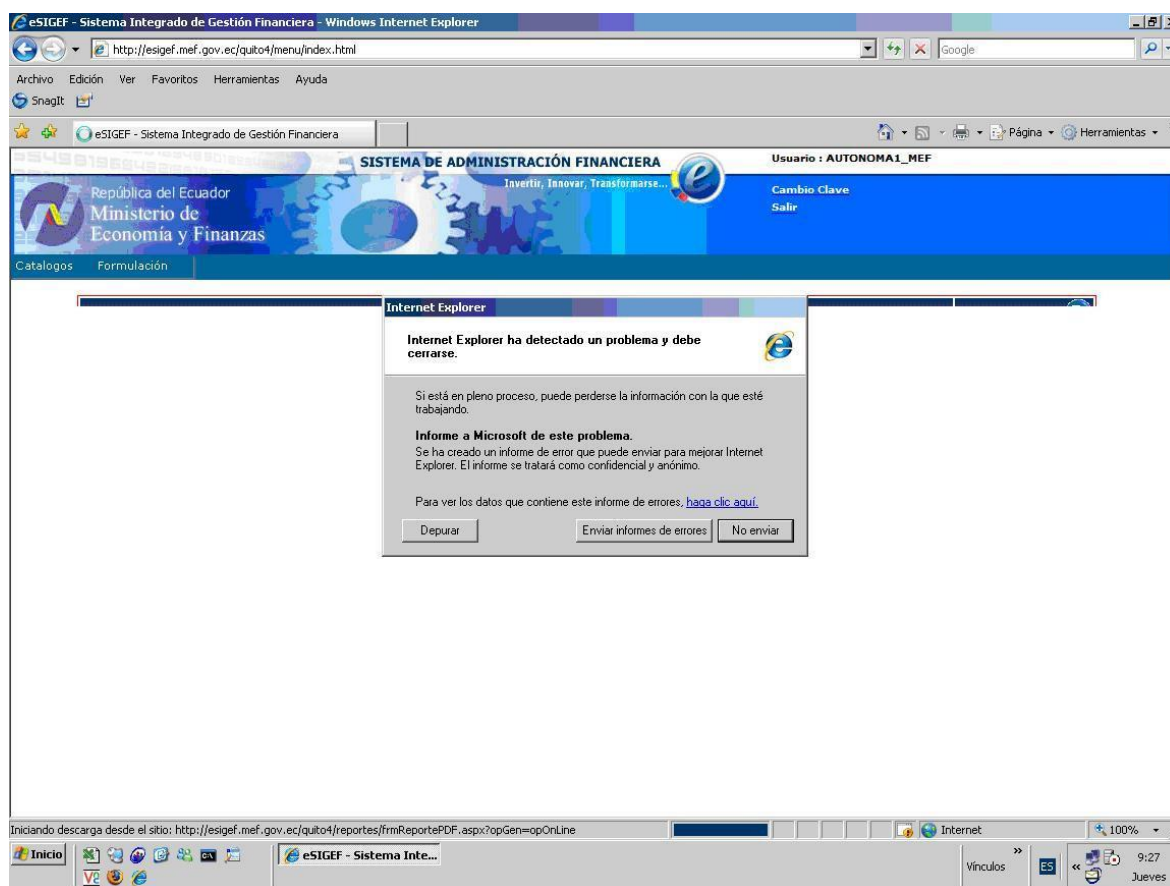 eSIGEF - Sistema Integrado de Gestión Financiera - Windows Internet Explorer
http://esigef.mef.gov.ec/quito4/menu/index.html
Google
Archivo Edición Ver Favoritos Herramientas Ayuda
SnagIt
eSIGEF - Sistema Integrado de Gestión Financiera
Página Herramientas
SISTEMA DE ADMINISTRACIÓN FINANCIERA
Usuario : AUTONOMA1_MEF
Invertir, Innovar, Transformarse...
República del Ecuador
Ministerio de
Economía y Finanzas
Cambio Clave
Salir
Catalogos Formulación
Internet Explorer
Internet Explorer ha detectado un problema y debe
cerrarse.
Si está en pleno proceso, puede perderse la información con la que esté
trabajando.
Informe a Microsoft de este problema.
Se ha creado un informe de error que puede enviar para mejorar Internet
Explorer. El informe se tratará como confidencial y anónimo.
Para ver los datos que contiene este informe de errores, haga clic aquí.
Depurar Enviar informes de errores No enviar
Iniciando descarga desde el sitio: http://esigef.mef.gov.ec/quito4/reportes/frmReportePDF.aspx?opGen=opOnLine
Internet 100%
Inicio eSIGEF - Sistema Inte...
Vínculos » ES « 9:27
Jueves